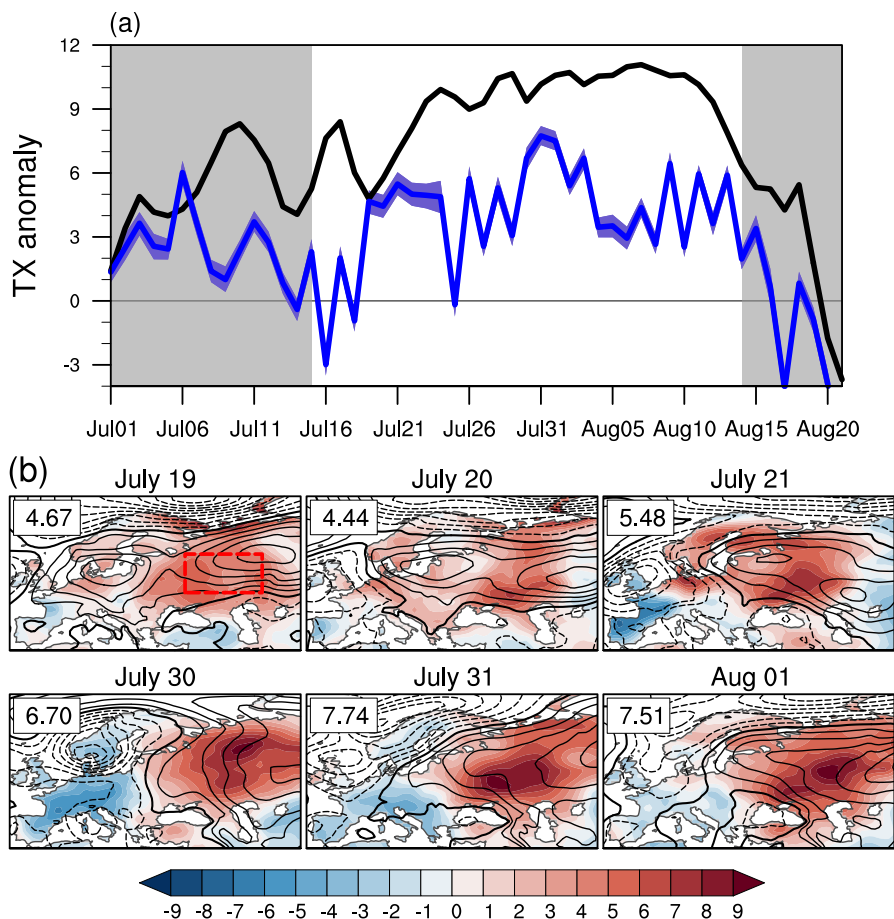 (a)
12
9
6
3
0
-3
TX anomaly
Jul01 Jul06 Jul11 Jul16 Jul21 Jul26 Jul31 Aug05 Aug10 Aug15 Aug20
(b)
July 19 July 20 July 21
4.67 4.44 5.48
July 30 July 31 Aug 01
6.70 7.74 7.51
-9 -8 -7 -6 -5 -4 -3 -2 -1 0 1 2 3 4 5 6 7 8 9